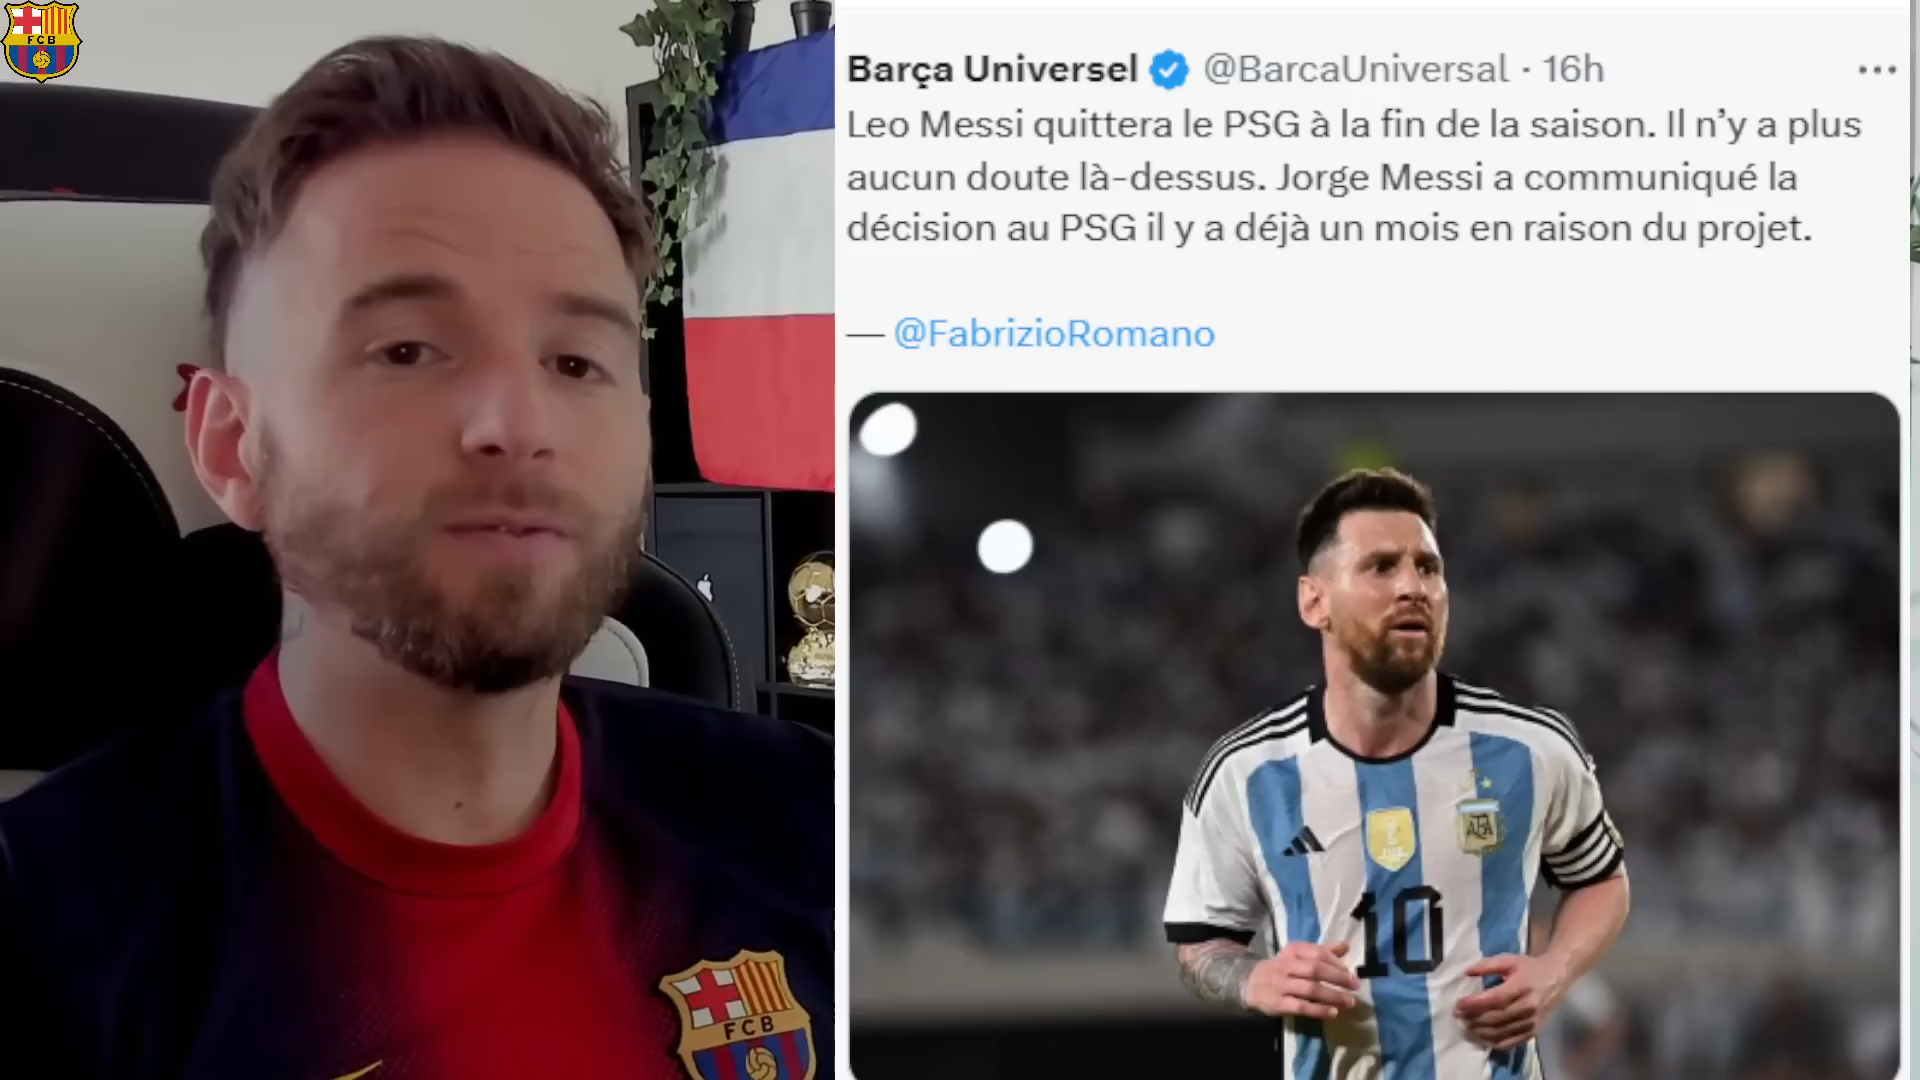 FCB
Barça Universel @BarcaUniversal · 16h
Leo Messi quittera le PSG à la fin de la saison. Il n’y a plus
aucun doute là-dessus. Jorge Messi a communiqué la
décision au PSG il y a déjà un mois en raison du projet.
— @FabrizioRomano
AFA
10
FCB